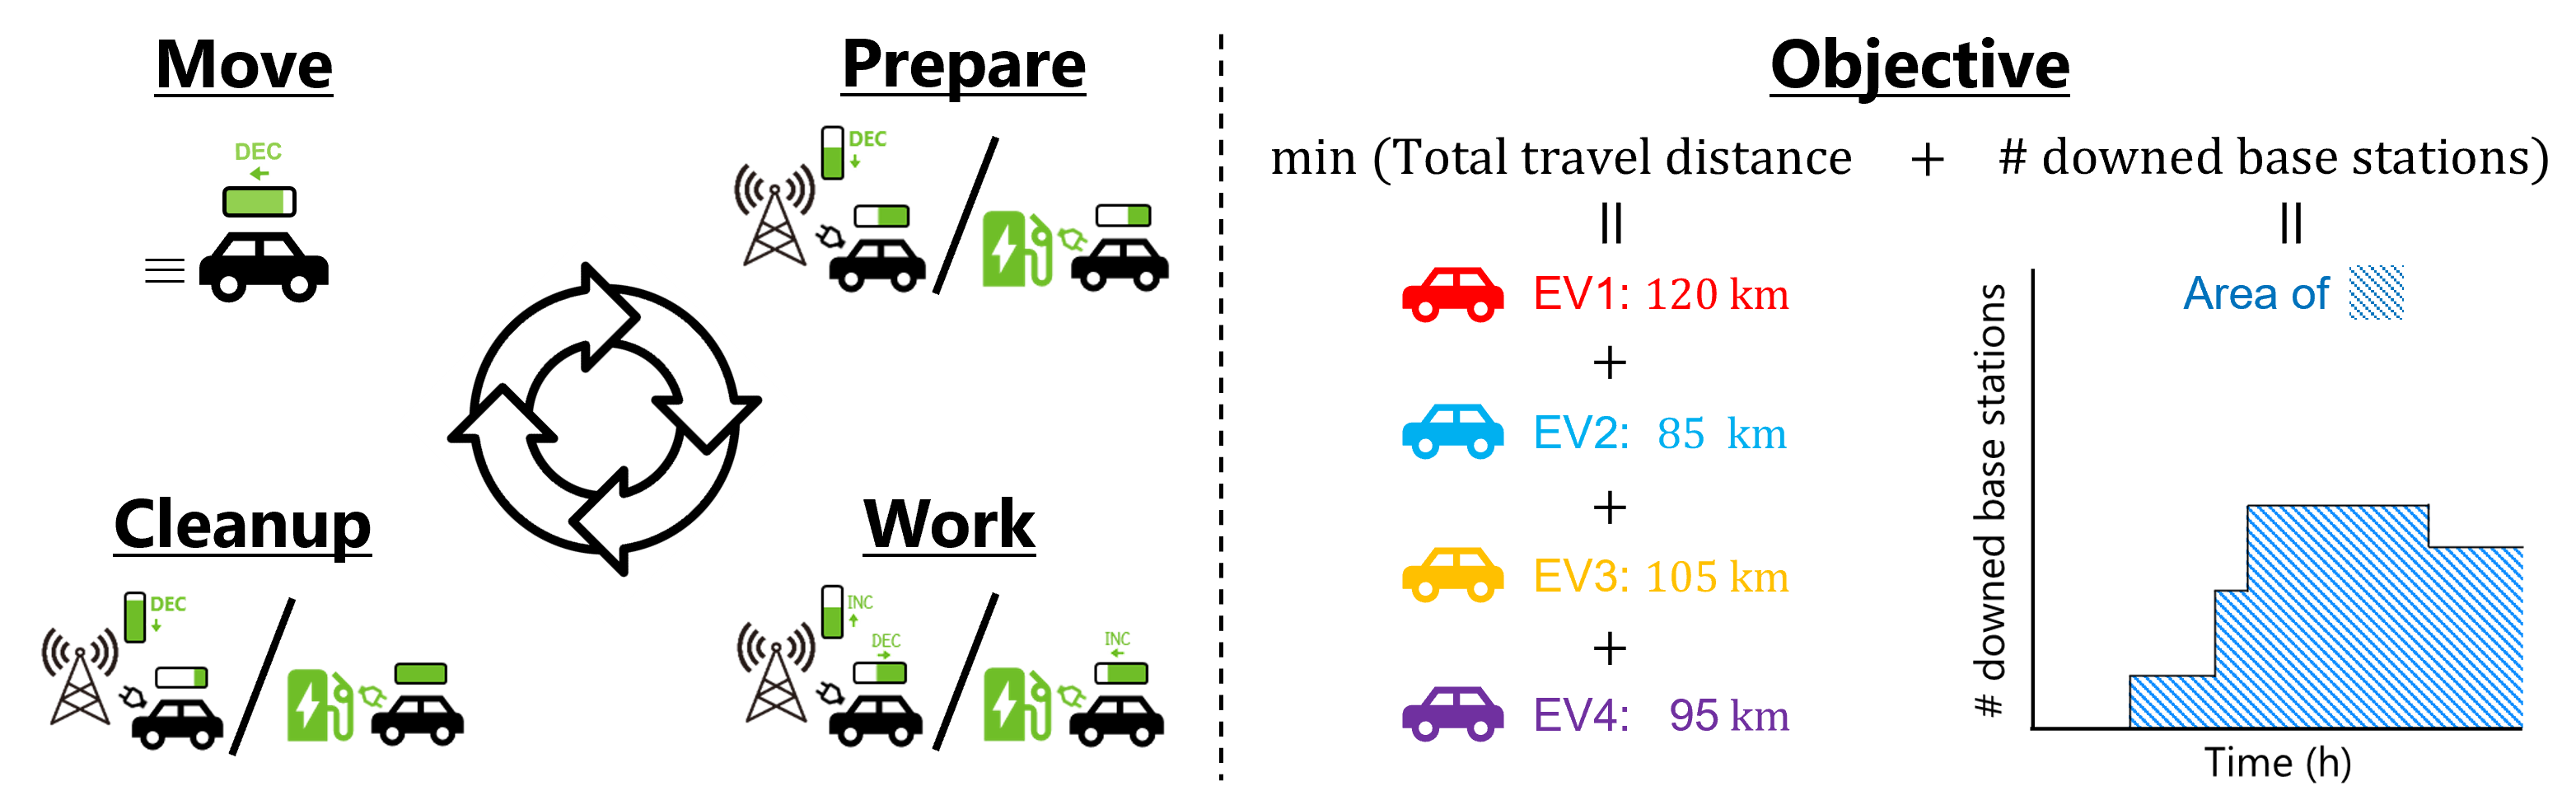 Move
DEC
Prepare
DEC
Cleanup
DEC
Work
INC
DEC
INC
Objective
min (Total travel distance + # downed base stations)
=
=
EV1: 120 km
+
EV2: 85 km
+
EV3: 105 km
+
EV4: 95 km
Area of
# downed base stations
Time (h)